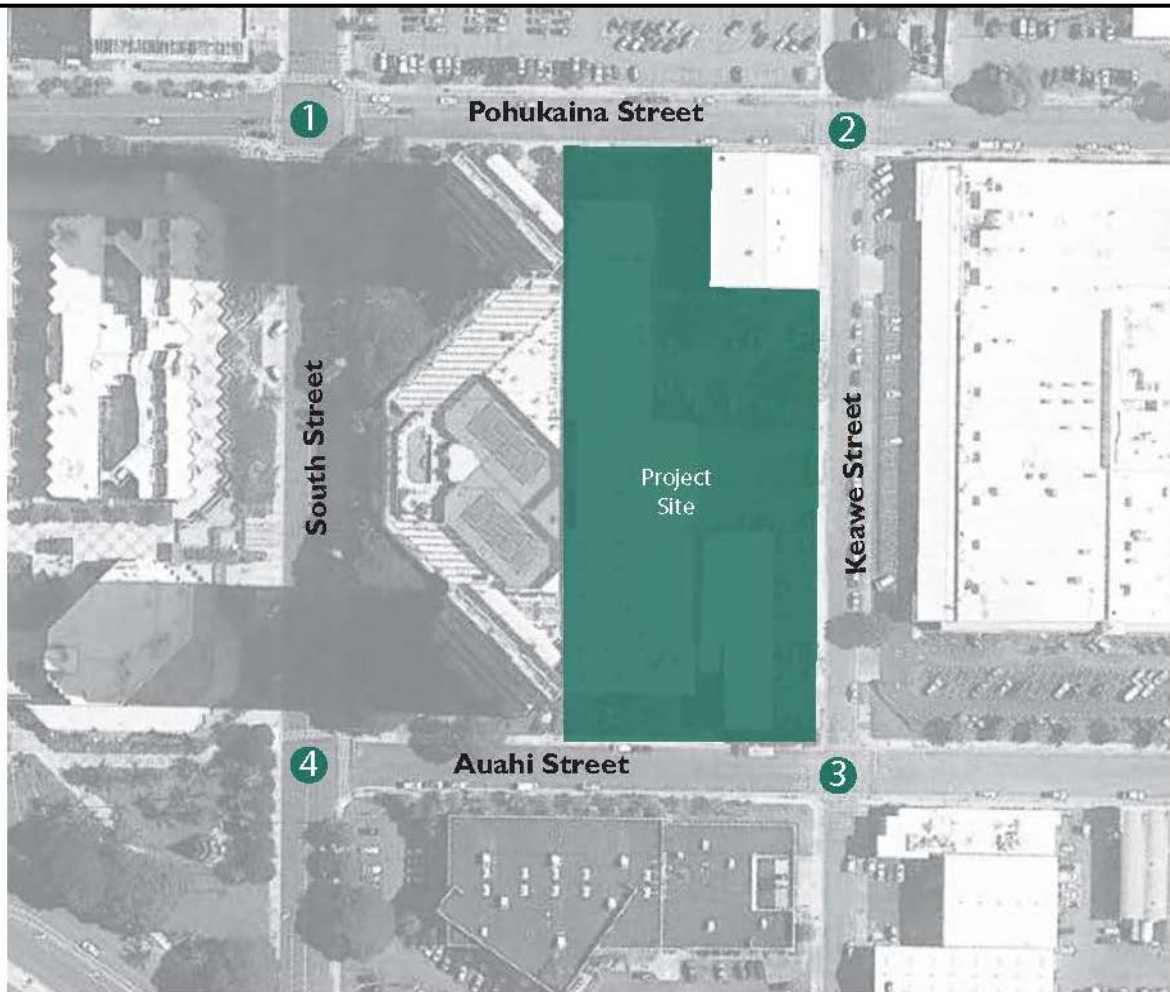 1
Pohukaina Street
2
South Street
Project
Site
Keawe Street
4
Auahi Street
3